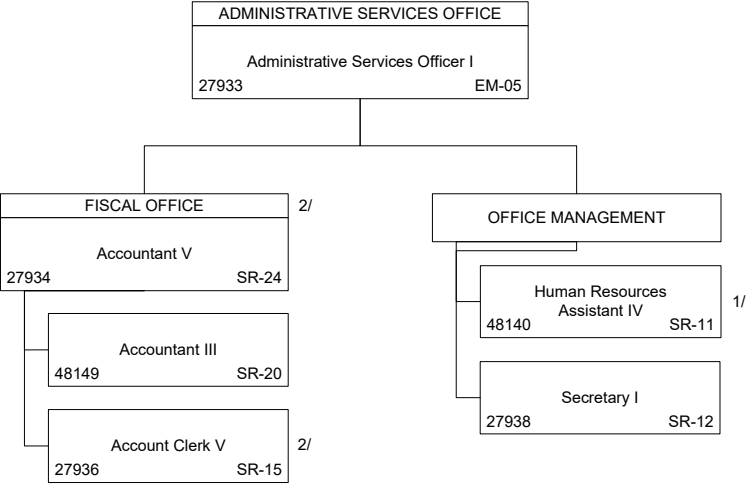 ADMINISTRATIVE SERVICES OFFICE
Administrative Services Officer I
27933 EM-05
FISCAL OFFICE 2/
Accountant V
27934 SR-24
Accountant III
48149 SR-20
Account Clerk V 2/
27936 SR-15
OFFICE MANAGEMENT
Human Resources
Assistant IV 1/
48140 SR-11
Secretary I
27938 SR-12